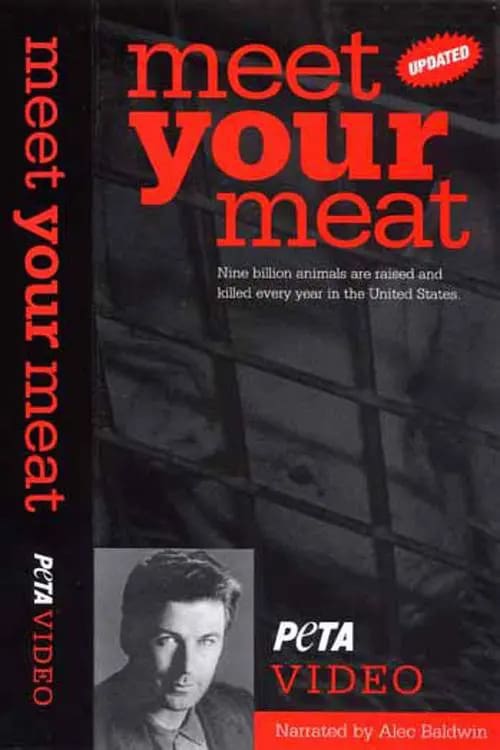 meet your meat
PeTA VIDEO
meet
UPDATED
your
meat
Nine billion animals are raised and
killed every year in the United States.
PeTA
VIDEO
Narrated by Alec Baldwin